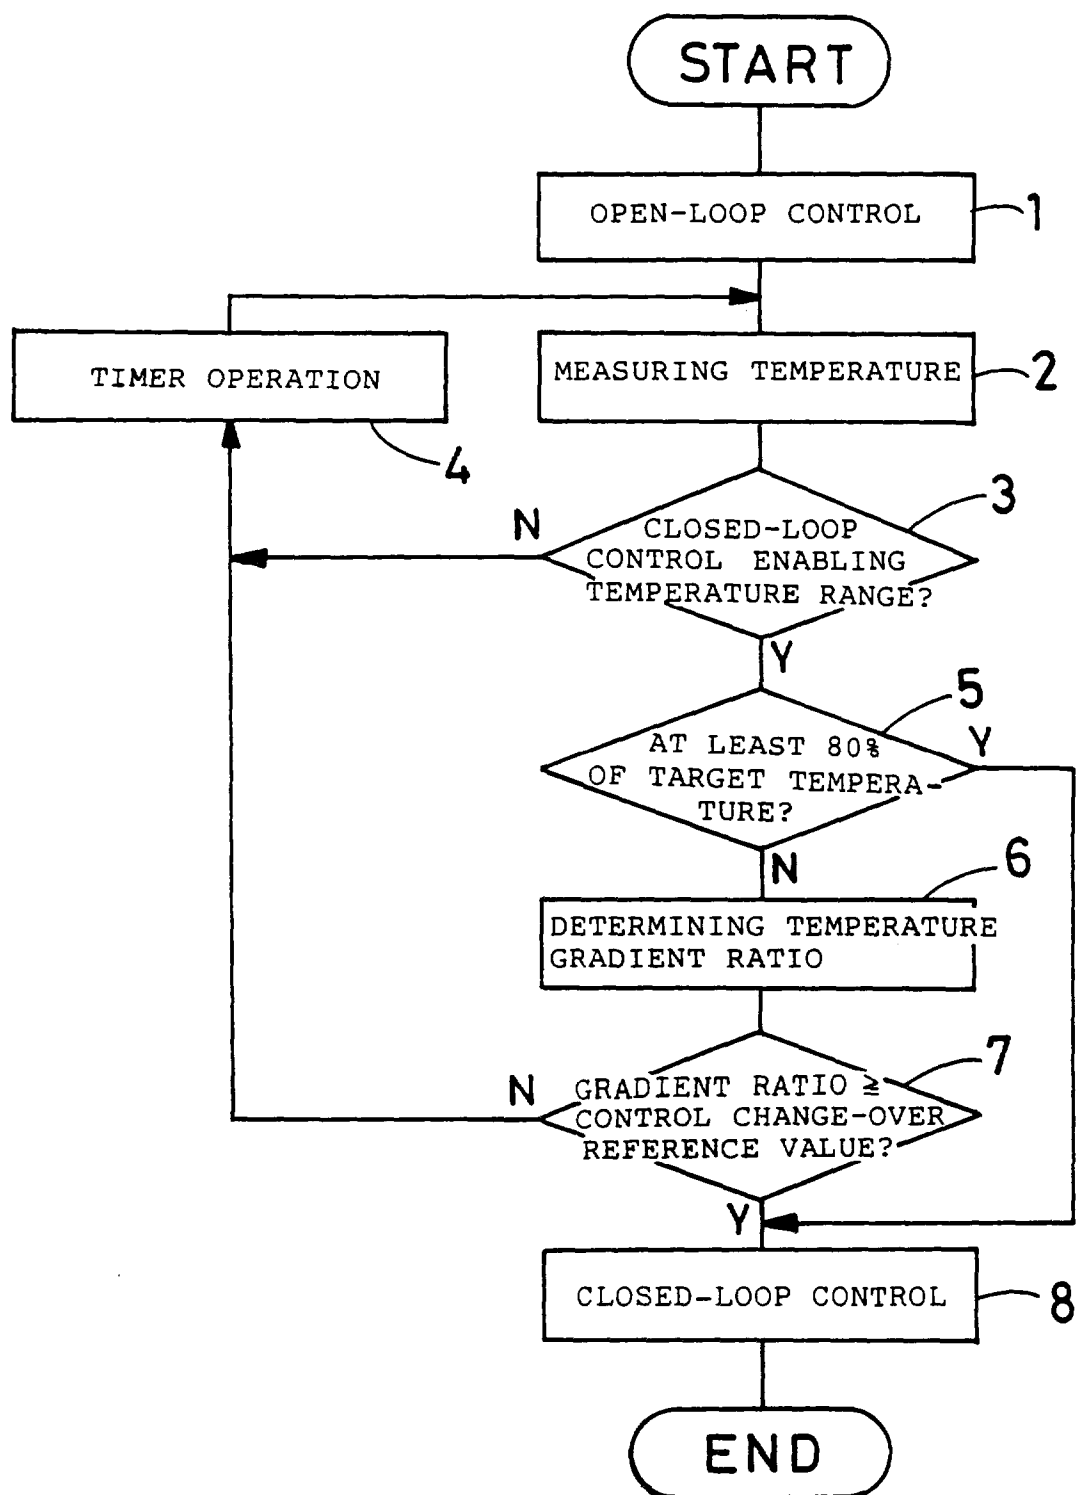 START
OPEN-LOOP CONTROL
1
TIMER OPERATION
4
MEASURING TEMPERATURE
2
CLOSED-LOOP
CONTROL ENABLING
TEMPERATURE RANGE?
3
N
Y
AT LEAST 80%
OF TARGET TEMPERA-
TURE?
5
Y
N
DETERMINING TEMPERATURE
GRADIENT RATIO
6
GRADIENT RATIO ≧
CONTROL CHANGE-OVER
REFERENCE VALUE?
7
N
Y
CLOSED-LOOP CONTROL
8
END